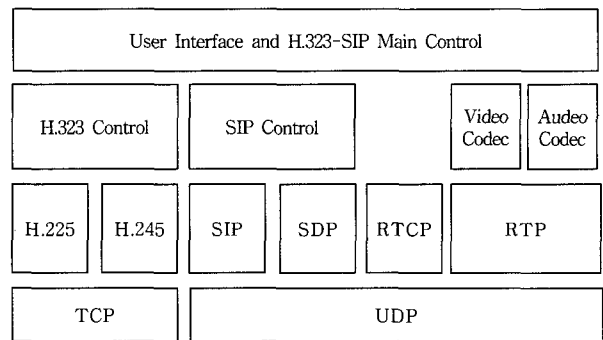 User Interface and H.323-SIP Main Control
H.323 Control
SIP Control
Video
Codec
Audeo
Codec
H.225
H.245
SIP
SDP
RTCP
RTP
TCP
UDP